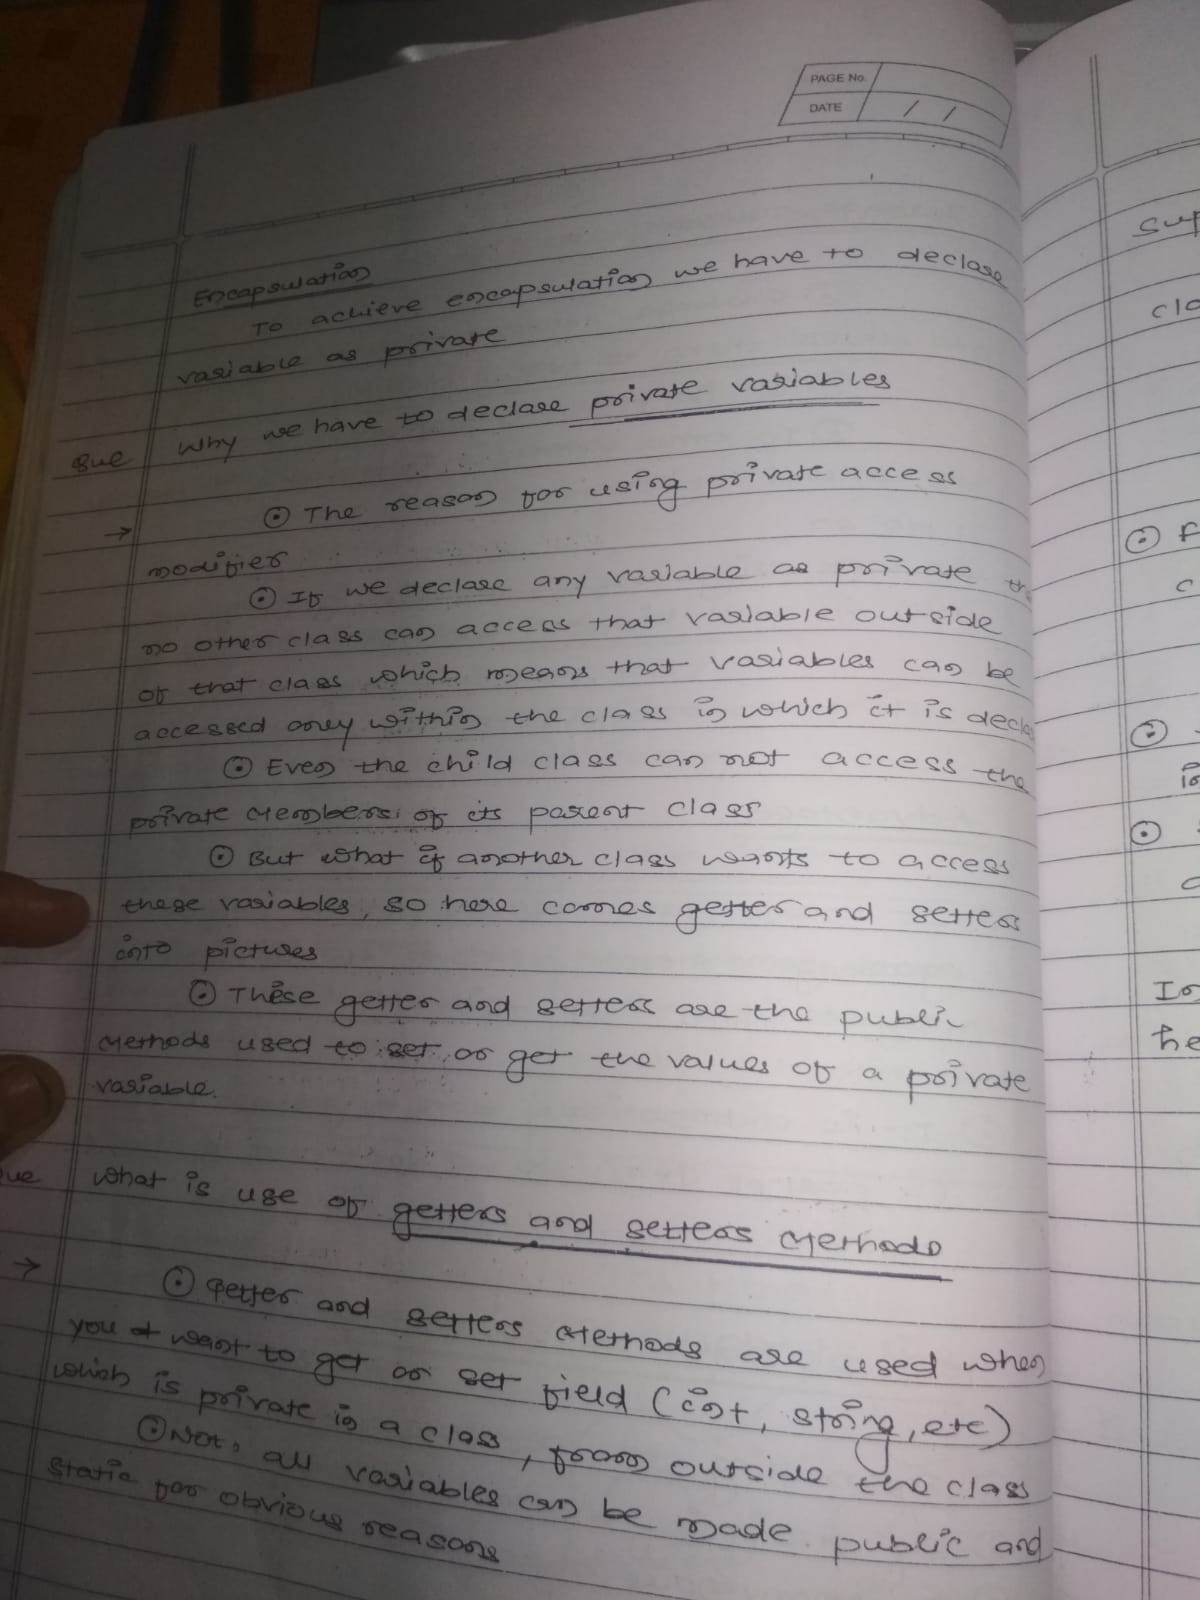 PAGE No.
DATE / /
Encapsulation
To achieve encapsulation we have to declare
variable as private
Que Why we have to declare private variables
→ ⊙ The reason for using private access
modifier
⊙ If we declare any variable as private
no other class can access that variable outside
of that class which means that variables can be
accessed only within the class in which it is decla
⊙ Even the child class can not access the
private members of its parent class
⊙ But what if another class wants to access
these variables, so here comes getter and setters
into pictures
⊙ These getter and setters are the public
methods used to set or get the values of a private
variable.
ue What is use of getters and setters methods
→ ⊙ Getter and setters methods are used when
you want to get or set field (int, string, etc)
which is private in a class, from outside the class
⊙ Not, all variables can be made public and
static for obvious reasons
Sup
cla
⊙ F
c
⊙
in
⊙
In
he